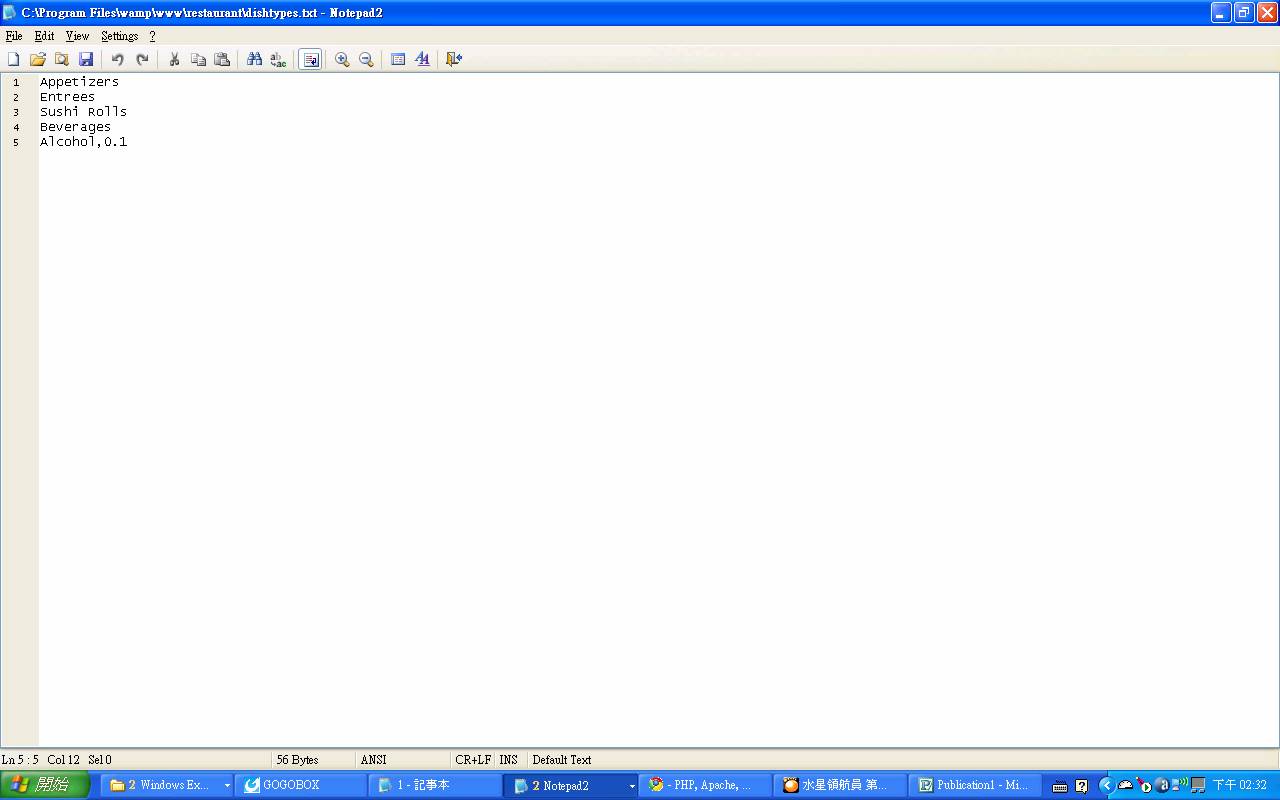 C:\Program Files\wamp\www\restaurant\dishtypes.txt - Notepad2
File Edit View Settings ?
1 Appetizers
2 Entrees
3 Sushi Rolls
4 Beverages
5 Alcohol,0.1
Ln 5 : 5 Col 12 Sel 0 56 Bytes ANSI CR+LF INS Default Text
開始 2 Windows Ex... GOGOBOX 1 - 記事本 2 Notepad2 - PHP, Apache, ... 水星領航員 第... Publication1 - Mi... 下午 02:32